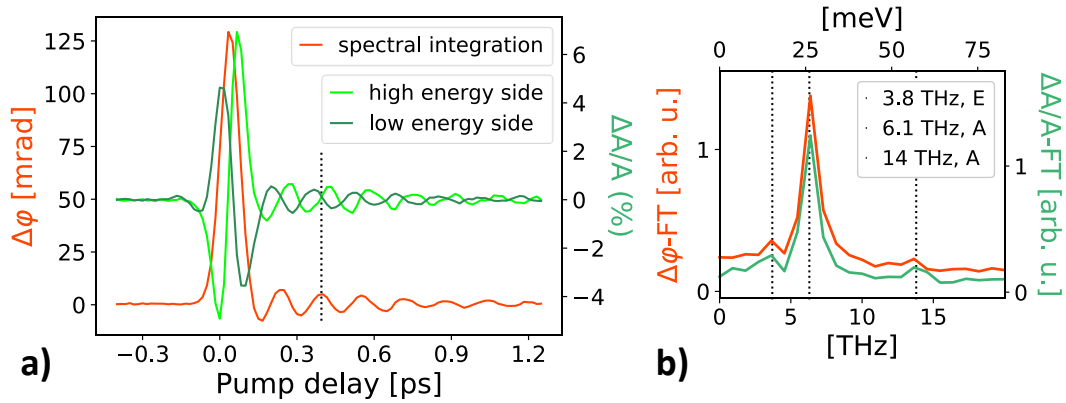 125
100
75
50
25
0
Δφ [mrad]
spectral integration
high energy side
low energy side
6
4
2
0
−2
−4
ΔA/A (%)
−0.3
0.0
0.3
0.6
0.9
1.2
Pump delay [ps]
a)
[meV]
0
25
50
75
1
0
Δφ-FT [arb. u.]
3.8 THz, E
6.1 THz, A
14 THz, A
1
0
ΔA/A-FT [arb. u.]
0
5
10
15
[THz]
b)